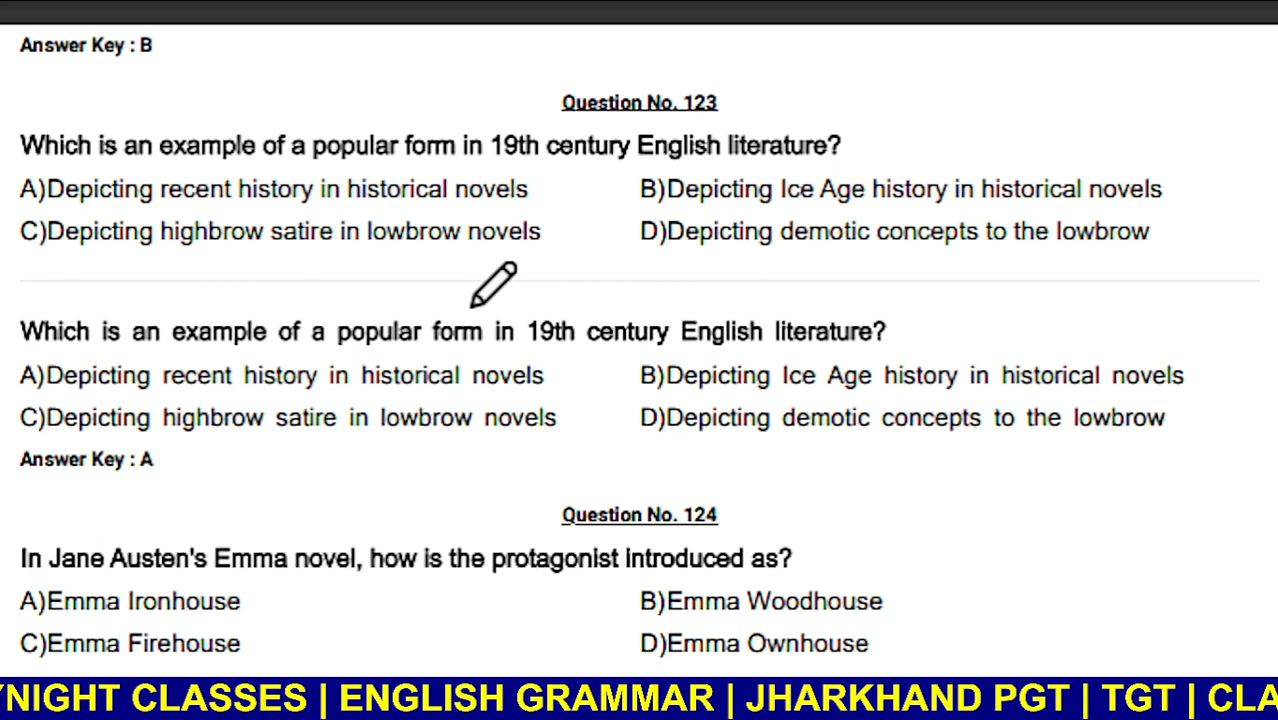 Answer Key : B
Question No. 123
Which is an example of a popular form in 19th century English literature?
A)Depicting recent history in historical novels B)Depicting Ice Age history in historical novels
C)Depicting highbrow satire in lowbrow novels D)Depicting demotic concepts to the lowbrow
Which is an example of a popular form in 19th century English literature?
A)Depicting recent history in historical novels B)Depicting Ice Age history in historical novels
C)Depicting highbrow satire in lowbrow novels D)Depicting demotic concepts to the lowbrow
Answer Key : A
Question No. 124
In Jane Austen's Emma novel, how is the protagonist introduced as?
A)Emma Ironhouse B)Emma Woodhouse
C)Emma Firehouse D)Emma Ownhouse
YNIGHT CLASSES | ENGLISH GRAMMAR | JHARKHAND PGT | TGT | CLA